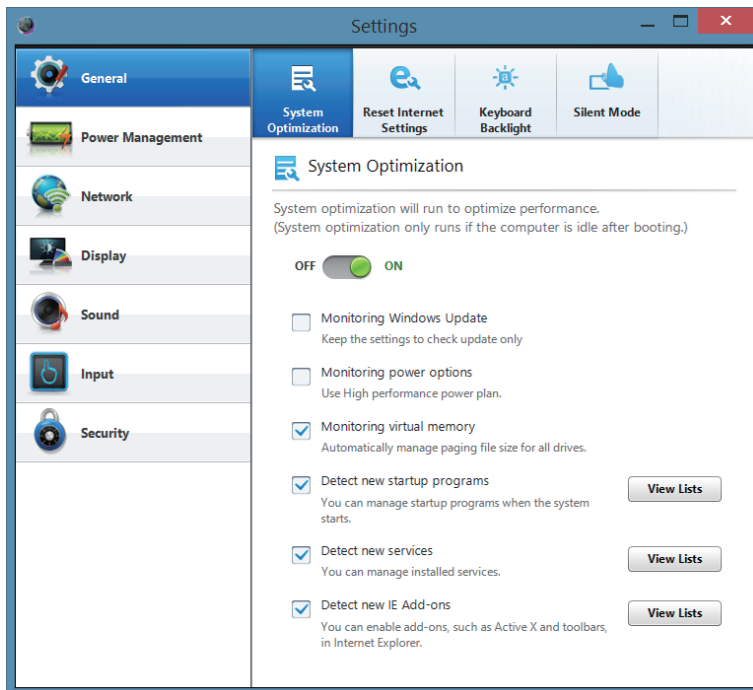 Settings
General
Power Management
Network
Display
Sound
Input
Security
System
Optimization
Reset Internet
Settings
a
Keyboard
Backlight
Silent Mode
System Optimization
System optimization will run to optimize performance.
(System optimization only runs if the computer is idle after booting.)
OFF ON
Monitoring Windows Update
Keep the settings to check update only
Monitoring power options
Use High performance power plan.
Monitoring virtual memory
Automatically manage paging file size for all drives.
Detect new startup programs
You can manage startup programs when the system
starts.
View Lists
Detect new services
You can manage installed services.
View Lists
Detect new IE Add-ons
You can enable add-ons, such as Active X and toolbars,
in Internet Explorer.
View Lists